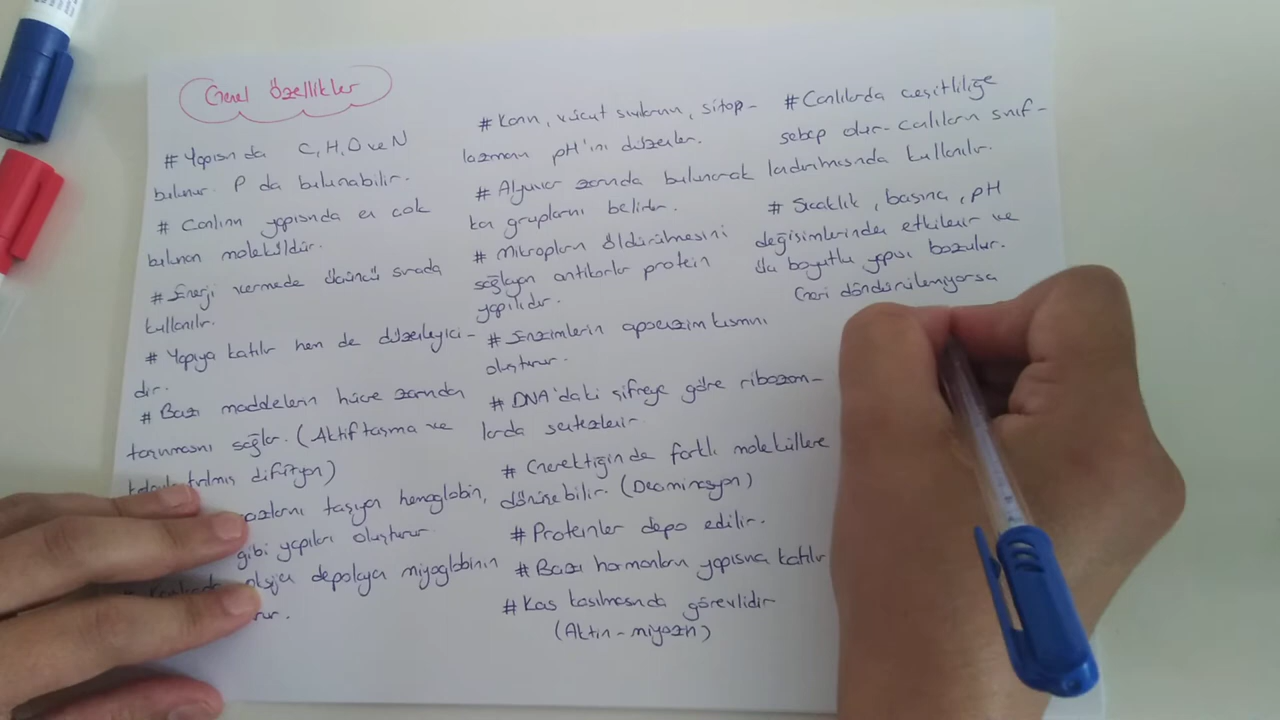 Genel Özellikler
# Yapısında C, H, O ve N
bulunur. P da bulunabilir.
# Canlının yapısında en çok
bulunan moleküldür.
# Enerji vermede üçüncü sırada
kullanılır.
# Yapıya katılır hem de düzenleyici-
dir.
# Bazı maddelerin hücre zarında
taşınmasını sağlar. (Aktif taşıma ve
difüzyon)
gazlarını taşıyan hemoglobin,
gibi yapıları oluşturur
oksijen depolayan miyoglobinin
# Kanın, vücut sıvılarının, sitop-
lazmanın pH'ını düzenler.
# Alyuvar zarında bulunarak
kan gruplarını belirler.
# Mikropların öldürülmesini
sağlayan antikorlar protein
yapılıdır.
# Enzimlerin apoenzim kısmını
oluşturur.
# DNA'daki şifreye göre ribozom-
larda sentezlenir
# Gerektiğinde farklı moleküllere
dönüşebilir. (Deaminasyon)
# Proteinler depo edilir.
# Bazı hormonların yapısına katılır
# Kas kasılmasında görevlidir
(Aktin-miyozin)
# Canlılarda çeşitliliğe
sebep olur. Canlıların sınıf-
landırılmasında kullanılır.
# Sıcaklık, basınç, pH
değişimlerinden etkilenir ve
üç boyutlu yapısı bozulur.
Geri döndürülemiyorsa